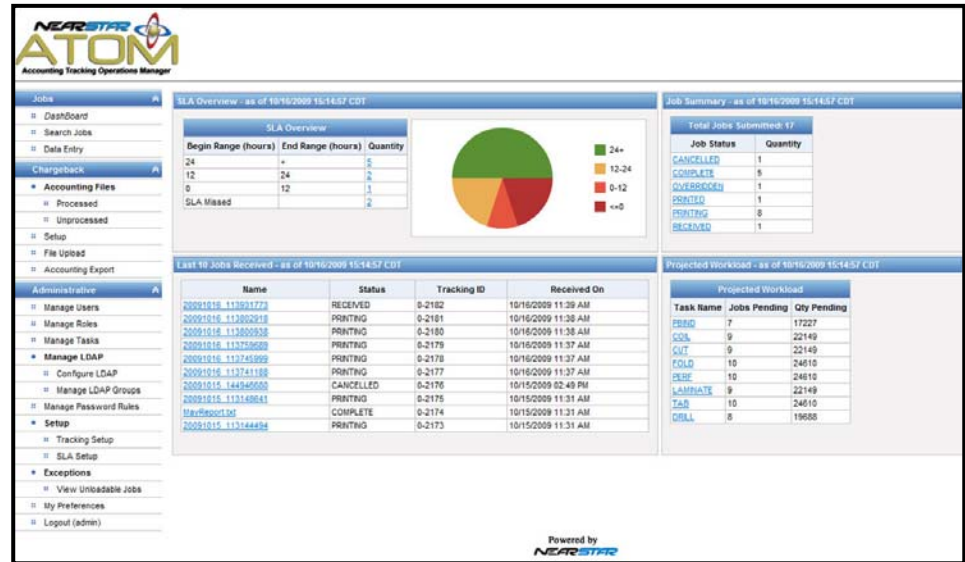 NEARSTAR
ATOM
Accounting Tracking Operations Manager
Jobs
DashBoard
Search Jobs
Data Entry
Chargeback
Accounting Files
Processed
Unprocessed
Setup
File Upload
Accounting Export
Administrative
Manage Users
Manage Roles
Manage Tasks
Manage LDAP
Configure LDAP
Manage LDAP Groups
Manage Password Rules
Setup
Tracking Setup
SLA Setup
Exceptions
View Unloadable Jobs
My Preferences
Logout (admin)
SLA Overview - as of 10/16/2009 15:14:57 CDT
SLA Overview
Begin Range (hours) End Range (hours) Quantity
24 + 5
12 24 2
0 12 1
SLA Missed 2
24+
12-24
0-12
<=0
Job Summary - as of 10/16/2009 15:14:57 CDT
Total Jobs Submitted: 17
Job Status Quantity
CANCELLED 1
COMPLETE 5
OVERRIDDEN 1
PRINTED 1
PRINTING 8
RECEIVED 1
Last 10 Jobs Received - as of 10/16/2009 15:14:57 CDT
Name Status Tracking ID Received On
20091016_113931773 RECEIVED 0-2182 10/16/2009 11:39 AM
20091016_113802918 PRINTING 0-2181 10/16/2009 11:38 AM
20091016_113800938 PRINTING 0-2180 10/16/2009 11:38 AM
20091016_113759689 PRINTING 0-2179 10/16/2009 11:37 AM
20091016_113745999 PRINTING 0-2178 10/16/2009 11:37 AM
20091016_113741188 PRINTING 0-2177 10/16/2009 11:37 AM
20091015_144946680 CANCELLED 0-2176 10/15/2009 02:49 PM
20091015_113148641 PRINTING 0-2175 10/15/2009 11:31 AM
MayReport.txt COMPLETE 0-2174 10/15/2009 11:31 AM
20091015_113144494 PRINTING 0-2173 10/15/2009 11:31 AM
Projected Workload - as of 10/16/2009 15:14:57 CDT
Projected Workload
Task Name Jobs Pending Qty Pending
PBIND 7 17227
COIL 9 22149
CUT 9 22149
FOLD 10 24610
PERF 10 24610
LAMINATE 9 22149
TAB 10 24610
DRILL 8 19688
Powered by
NEARSTAR